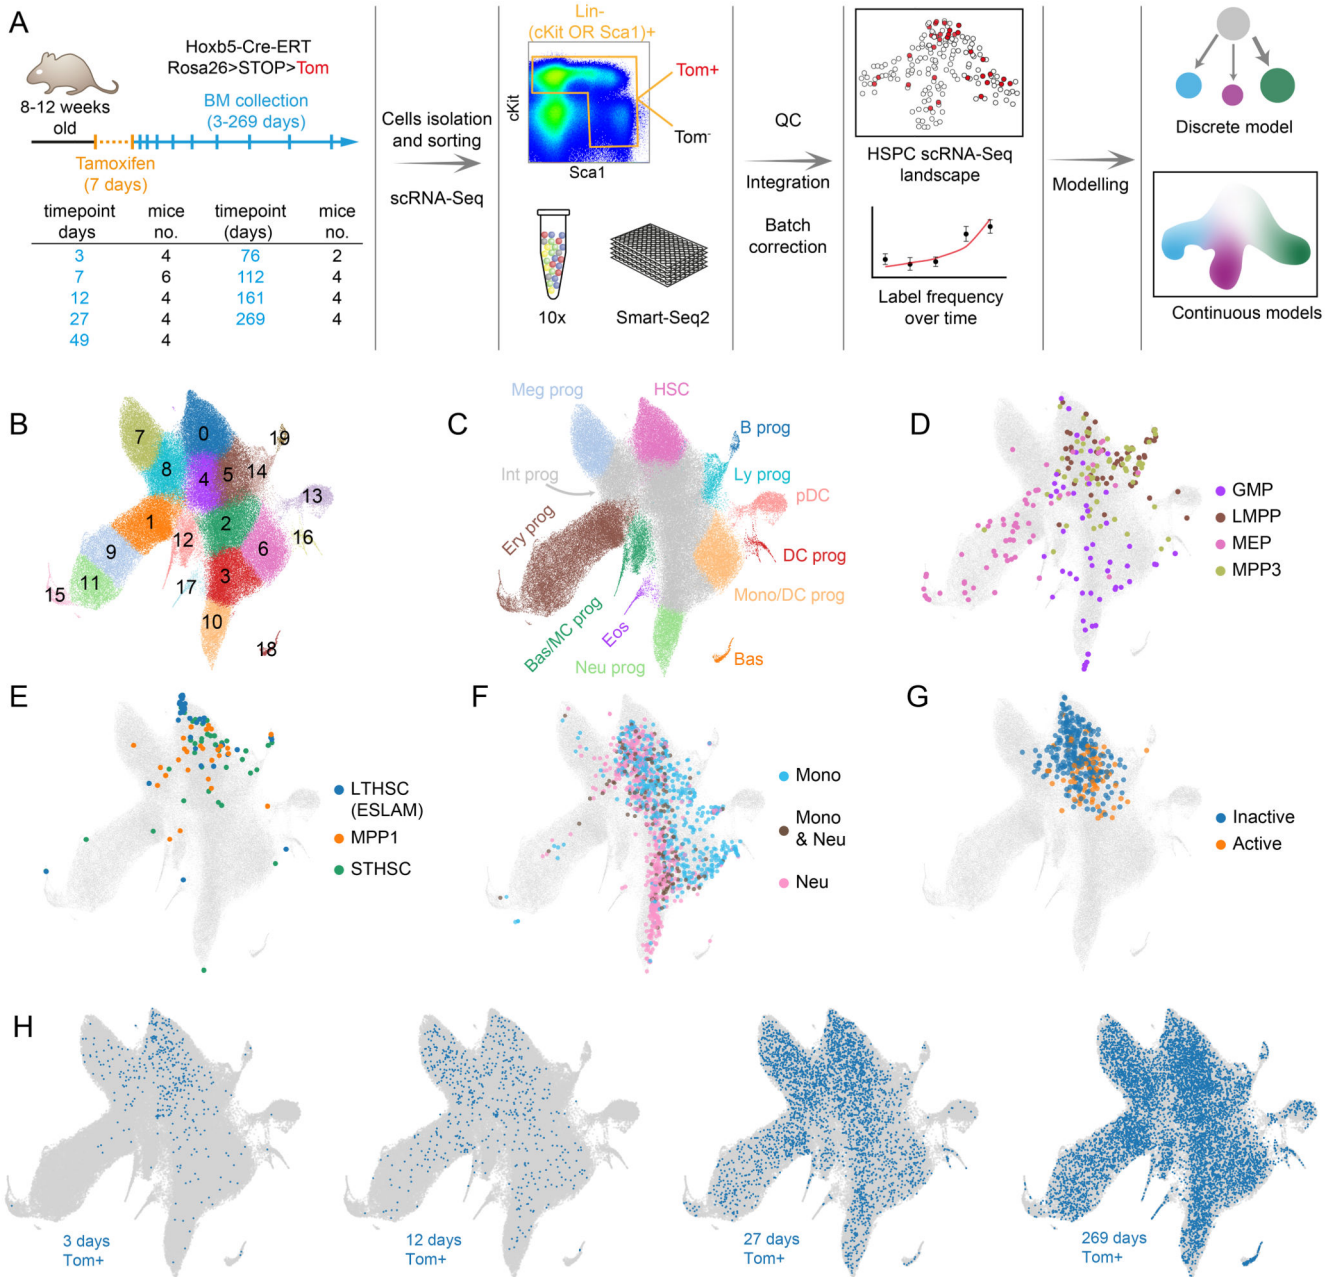 A
8-12 weeks
old
Hoxb5-Cre-ERT
Rosa26>STOP>Tom
BM collection
(3-269 days)
Tamoxifen
(7 days)
timepoint days mice no. timepoint (days) mice no.
3 4 76 2
7 6 112 4
12 4 161 4
27 4 269 4
49 4
Cells isolation
and sorting
scRNA-Seq
Lin-
(cKit OR Sca1)+
cKit
Sca1
Tom+
Tom-
10x
Smart-Seq2
QC
Integration
Batch
correction
HSPC scRNA-Seq
landscape
Label frequency
over time
Modelling
Discrete model
Continuous models
B
0
1
2
3
4
5
6
7
8
9
10
11
12
13
14
15
16
17
18
19
C
Meg prog
HSC
B prog
Int prog
Ly prog
pDC
Ery prog
DC prog
Mono/DC prog
Bas/MC prog
Eos
Neu prog
Bas
D
GMP
LMPP
MEP
MPP3
E
LTHSC
(ESLAM)
MPP1
STHSC
F
Mono
Mono
& Neu
Neu
G
Inactive
Active
H
3 days
Tom+
12 days
Tom+
27 days
Tom+
269 days
Tom+